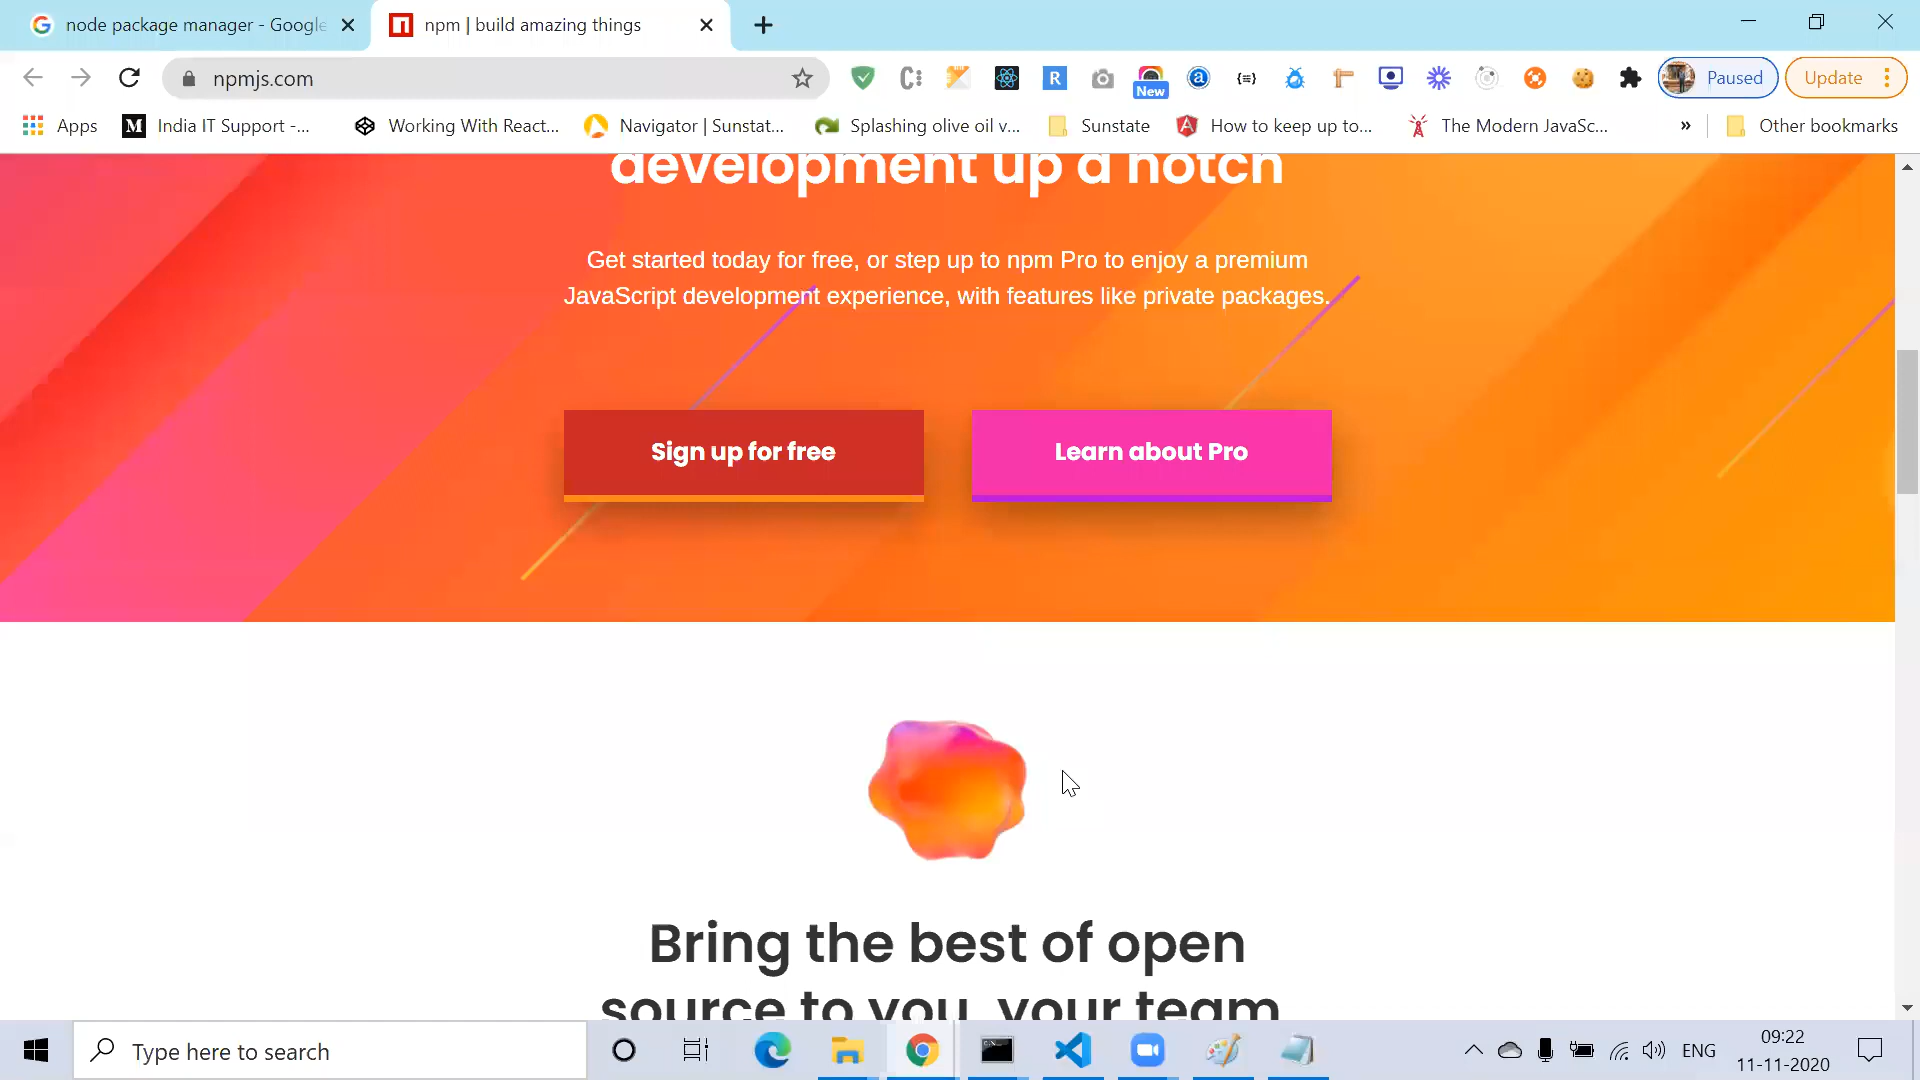 node package manager - Google
npm | build amazing things
npmjs.com
New
Paused
Update
Apps
India IT Support -...
Working With React...
Navigator | Sunstat...
Splashing olive oil v...
Sunstate
How to keep up to...
The Modern JavaSc...
»
Other bookmarks
development up a notch
Get started today for free, or step up to npm Pro to enjoy a premium
JavaScript development experience, with features like private packages.
Sign up for free
Learn about Pro
Bring the best of open
source to you, your team
Type here to search
ENG
09:22
11-11-2020